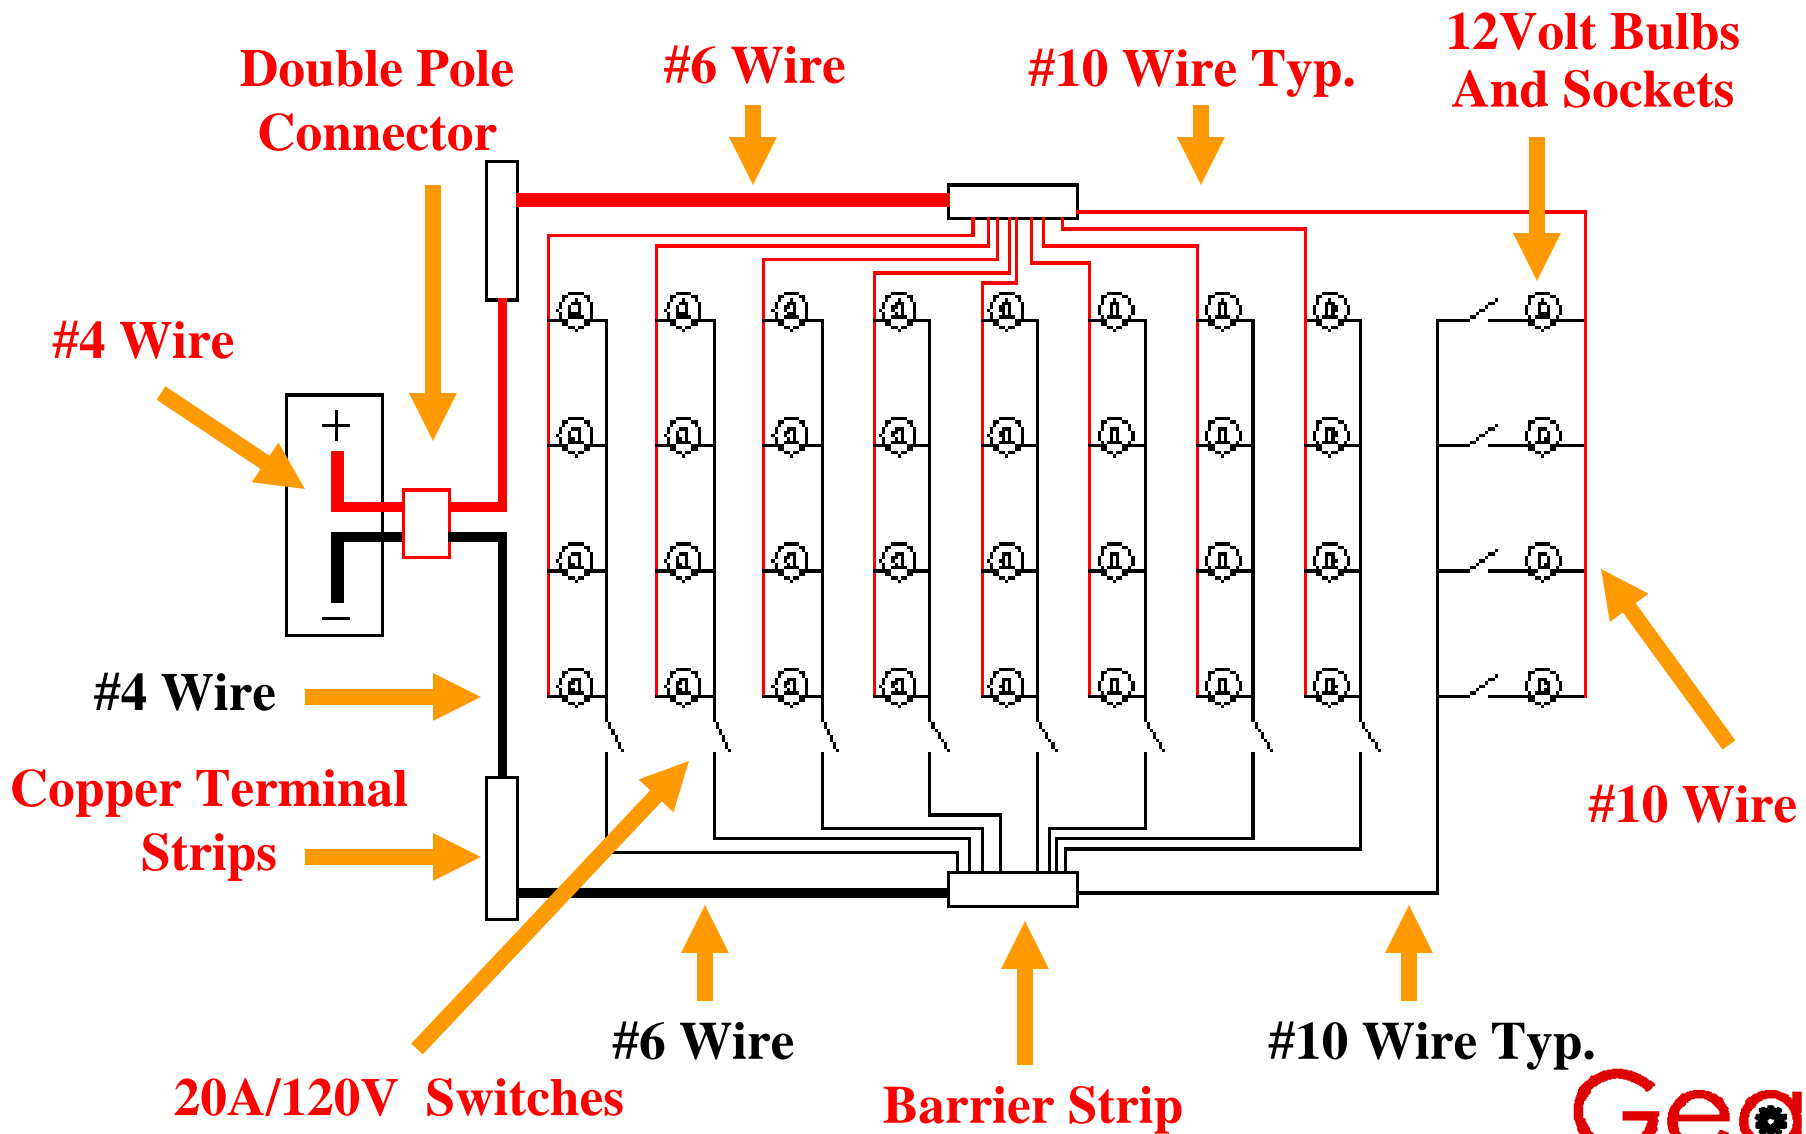 12Volt Bulbs
And Sockets
Double Pole
Connector
#6 Wire
#10 Wire Typ.
#4 Wire
+
−
#4 Wire
Copper Terminal
Strips
#10 Wire
#6 Wire
#10 Wire Typ.
20A/120V Switches
Barrier Strip